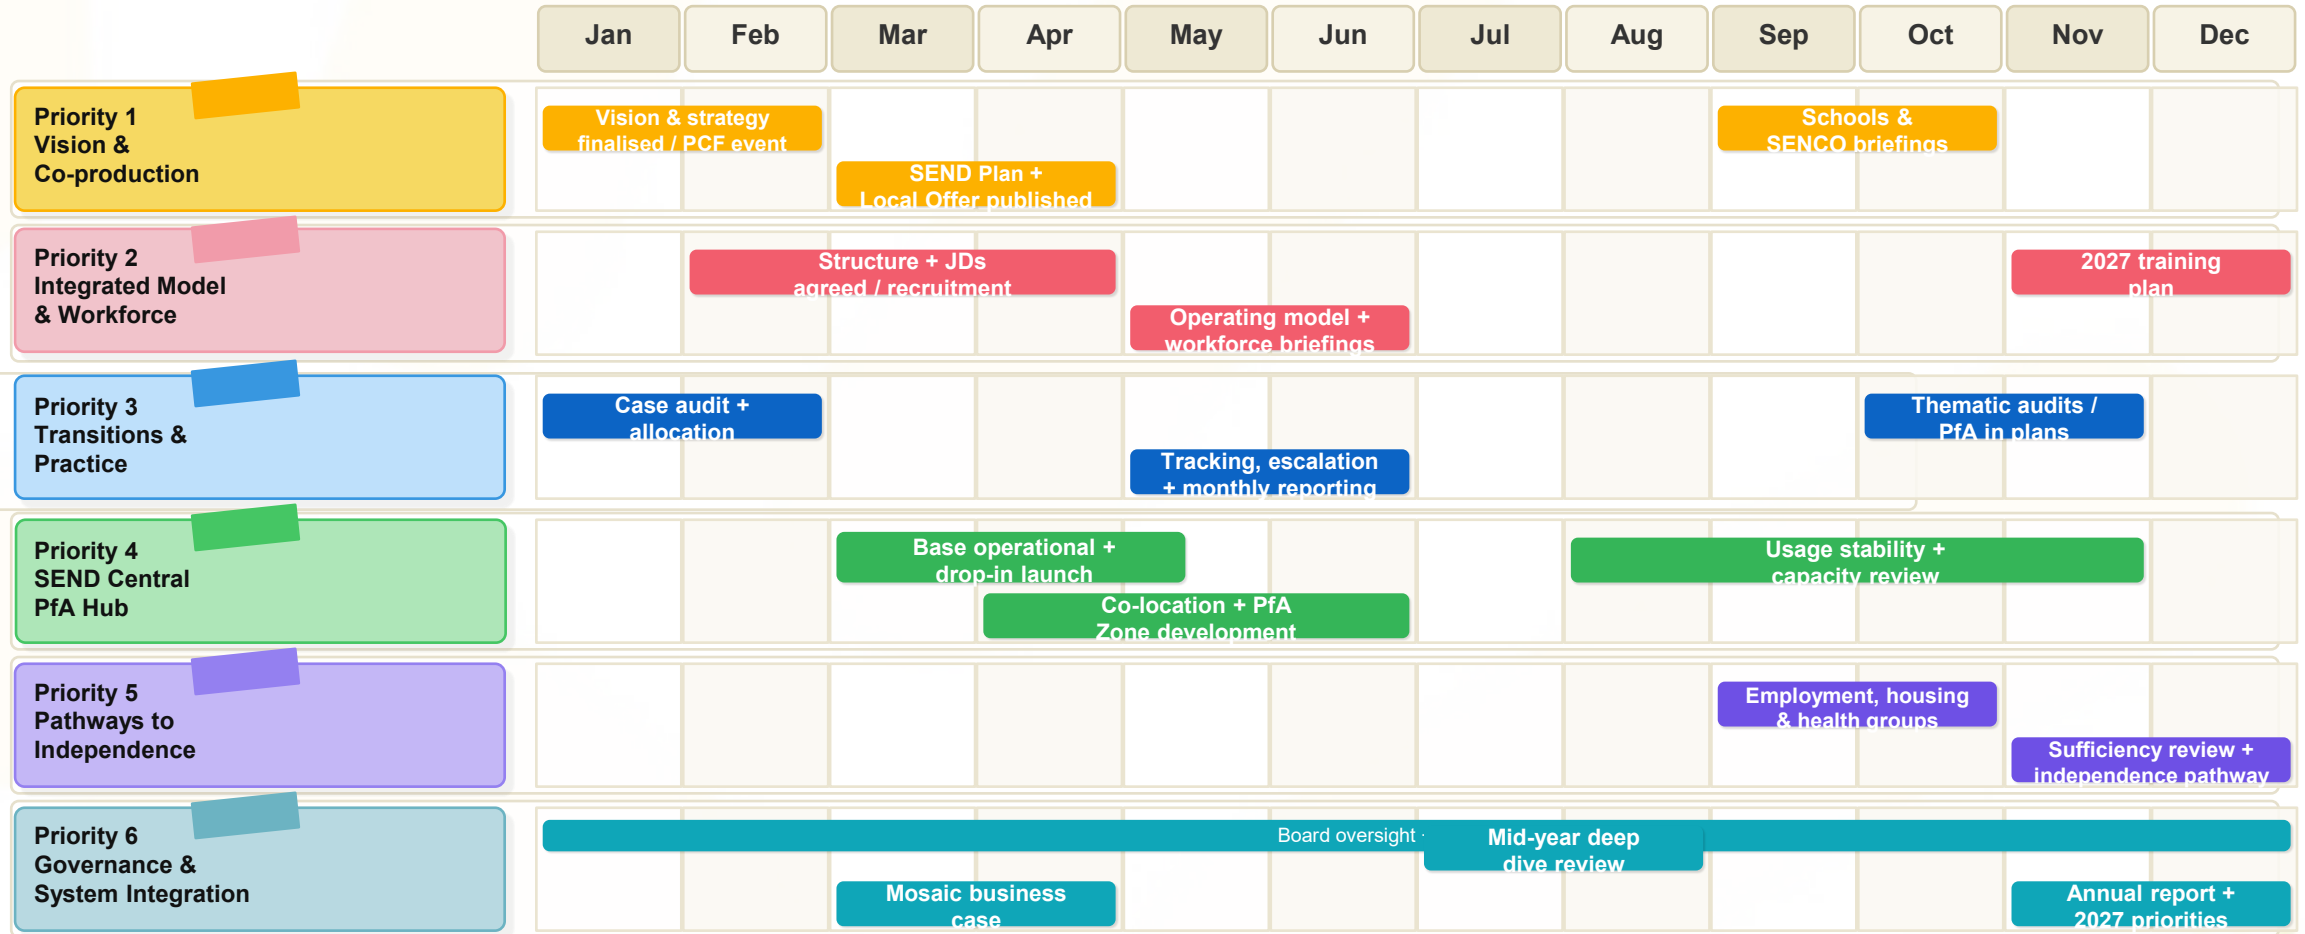 Jan Feb Mar Apr May Jun Jul Aug Sep Oct Nov Dec
Priority 1
Vision &
Co-production
Vision & strategy
finalised / PCF event
SEND Plan +
Local Offer published
Schools &
SENCO briefings
Priority 2
Integrated Model
& Workforce
Structure + JDs
agreed / recruitment
Operating model +
workforce briefings
2027 training
plan
Priority 3
Transitions &
Practice
Case audit +
allocation
Tracking, escalation
+ monthly reporting
Thematic audits /
PfA in plans
Priority 4
SEND Central
PfA Hub
Base operational +
drop-in launch
Co-location + PfA
Zone development
Usage stability +
capacity review
Priority 5
Pathways to
Independence
Employment, housing
& health groups
Sufficiency review +
independence pathway
Priority 6
Governance &
System Integration
Board oversight
Mid-year deep
dive review
Mosaic business
case
Annual report +
2027 priorities